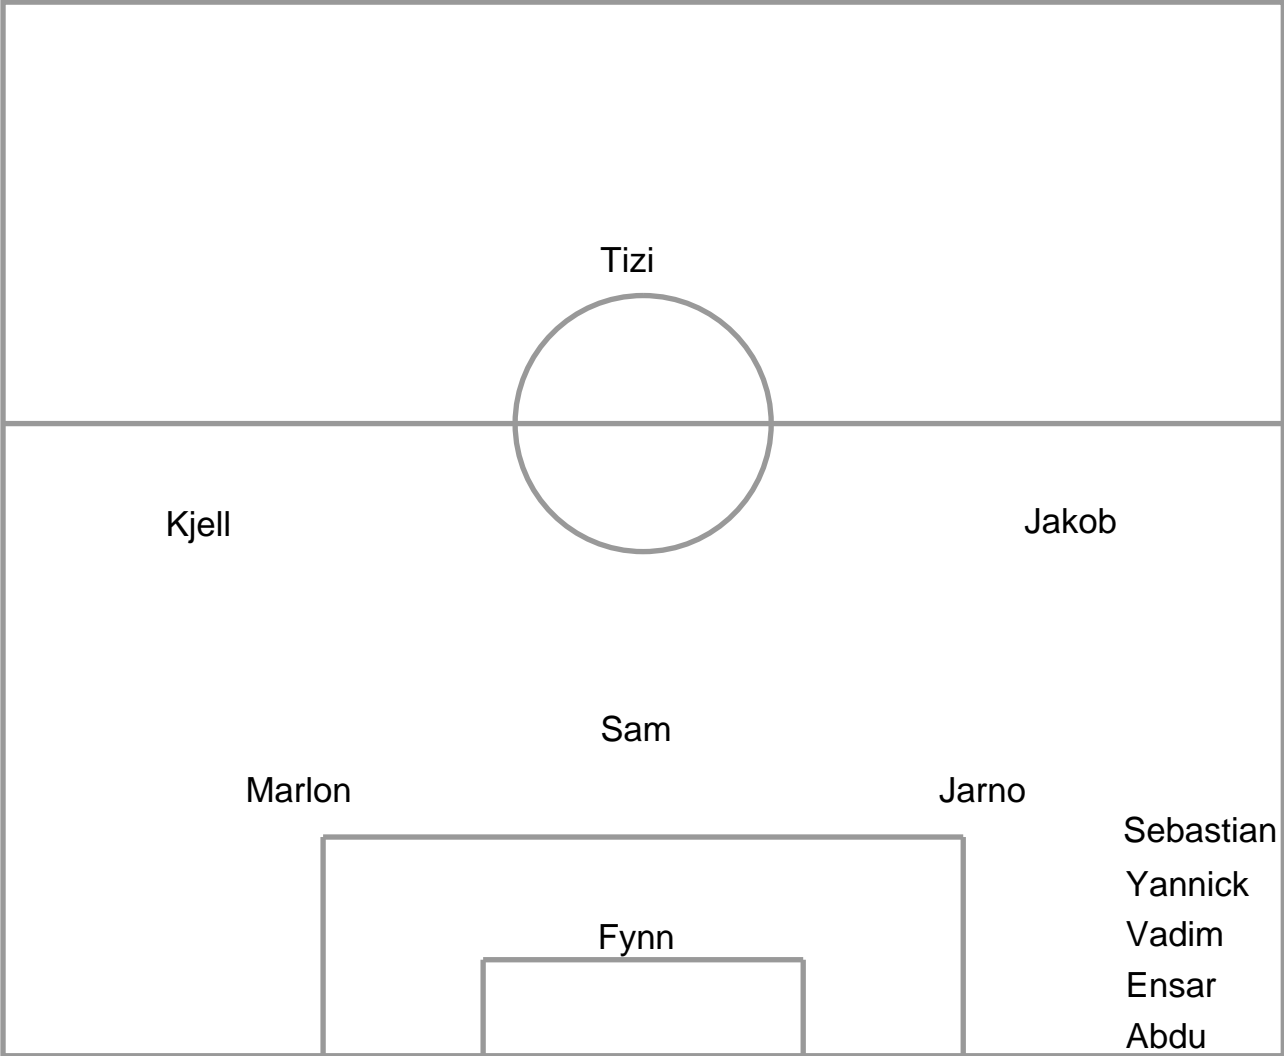 Tizi
Kjell
Jakob
Sam
Marlon
Jarno
Sebastian
Yannick
Vadim
Fynn
Ensar
Abdu